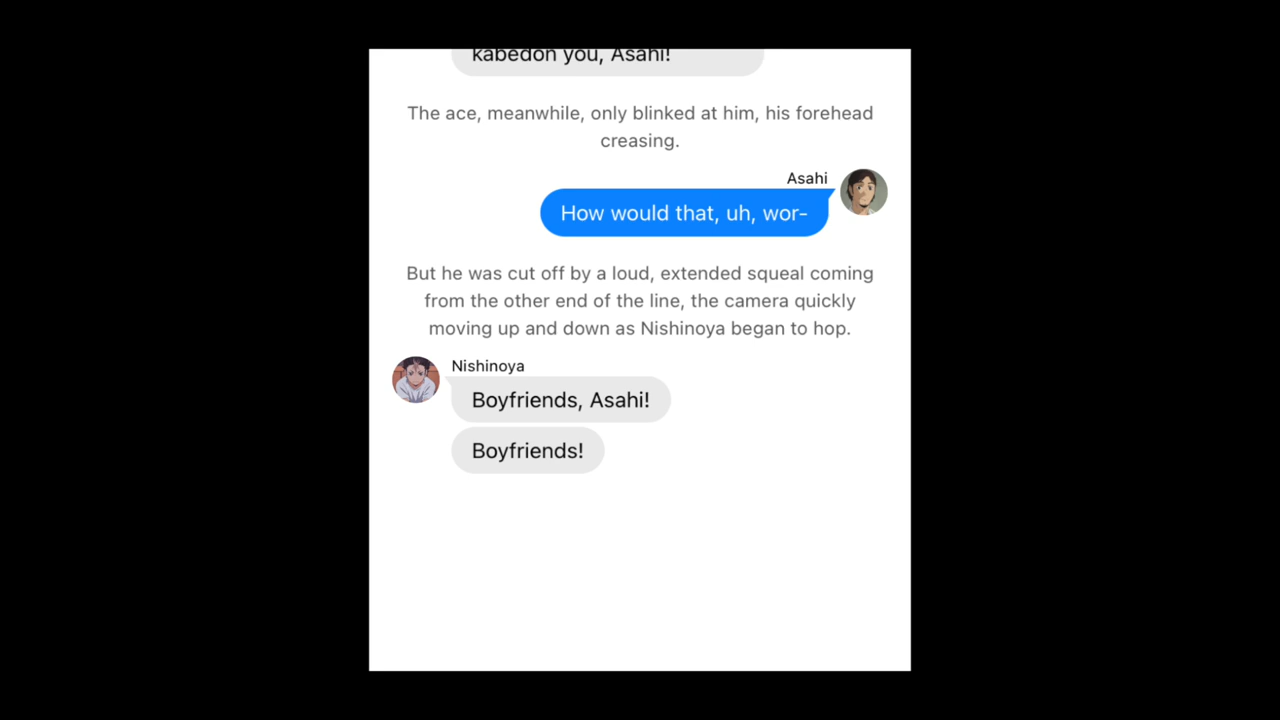 kabedon you, Asahi!
The ace, meanwhile, only blinked at him, his forehead
creasing.
Asahi
How would that, uh, wor-
But he was cut off by a loud, extended squeal coming
from the other end of the line, the camera quickly
moving up and down as Nishinoya began to hop.
Nishinoya
Boyfriends, Asahi!
Boyfriends!